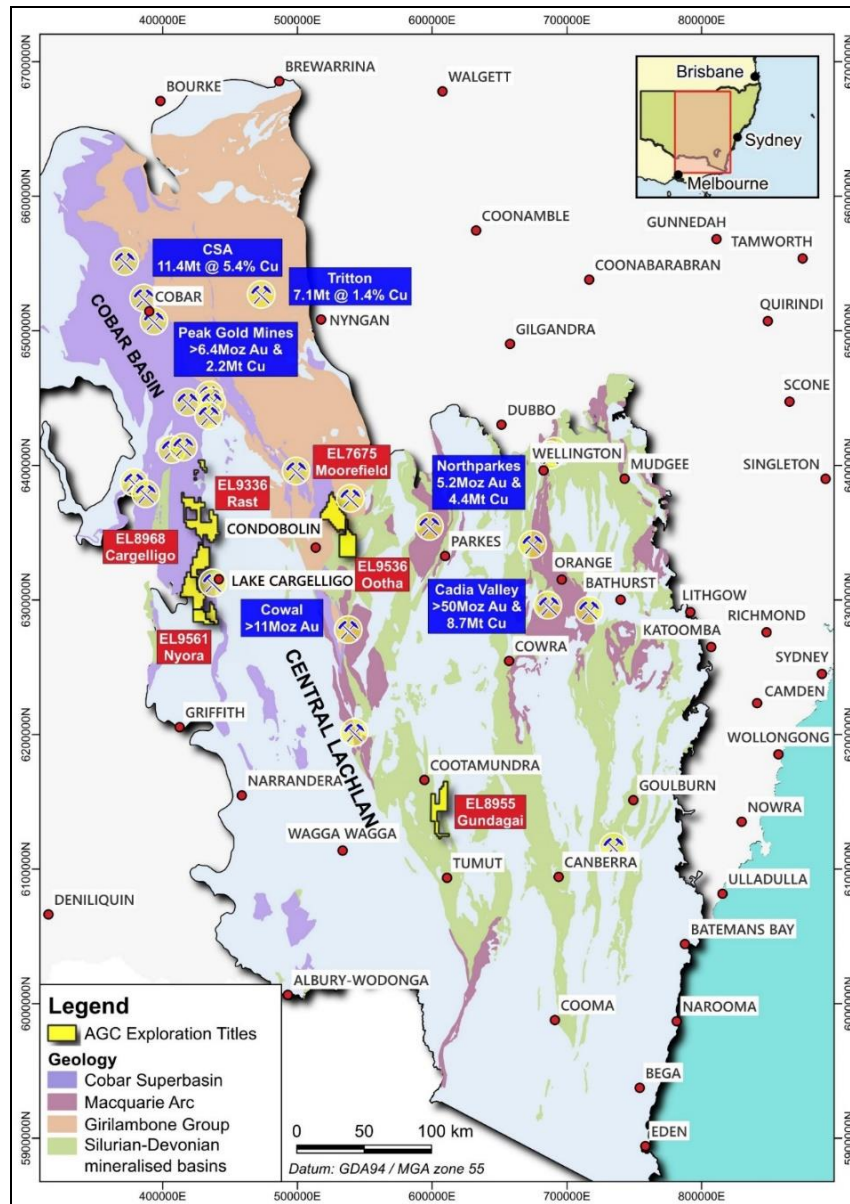 400000E 500000E 600000E 700000E 800000E
6700000N
6600000N
6500000N
6400000N
6300000N
6200000N
6100000N
6000000N
5900000N
BREWARRINA
BOURKE
WALGETT
Brisbane
Sydney
Melbourne
COONAMBLE
GUNNEDAH
TAMWORTH
CSA
11.4Mt @ 5.4% Cu
COONABARABRAN
Tritton
7.1Mt @ 1.4% Cu
COBAR
QUIRINDI
COBAR BASIN
NYNGAN
Peak Gold Mines
>6.4Moz Au &
2.2Mt Cu
GILGANDRA
SCONE
DUBBO
EL7675
Moorefield
WELLINGTON
MUDGEE
SINGLETON
Northparkes
5.2Moz Au &
4.4Mt Cu
EL9336
Rast
CONDOBOLIN
PARKES
EL8968
Cargelligo
EL9536
Ootha
ORANGE
LAKE CARGELLIGO
BATHURST
Cadia Valley
>50Moz Au &
8.7Mt Cu
LITHGOW
Cowal
>11Moz Au
RICHMOND
EL9561
Nyora
KATOOMBA
COWRA
SYDNEY
CENTRAL LACHLAN
CAMDEN
GRIFFITH
WOLLONGONG
COOTAMUNDRA
NARRANDERA
GOULBURN
EL8955
Gundagai
NOWRA
WAGGA WAGGA
TUMUT
CANBERRA
ULLADULLA
DENILIQUIN
BATEMANS BAY
ALBURY-WODONGA
COOMA
NAROOMA
BEGA
EDEN
Legend
AGC Exploration Titles
Geology
Cobar Superbasin
Macquarie Arc
Girilambone Group
Silurian-Devonian
mineralised basins
0 50 100 km
Datum: GDA94 / MGA zone 55
400000E 500000E 600000E 700000E 800000E